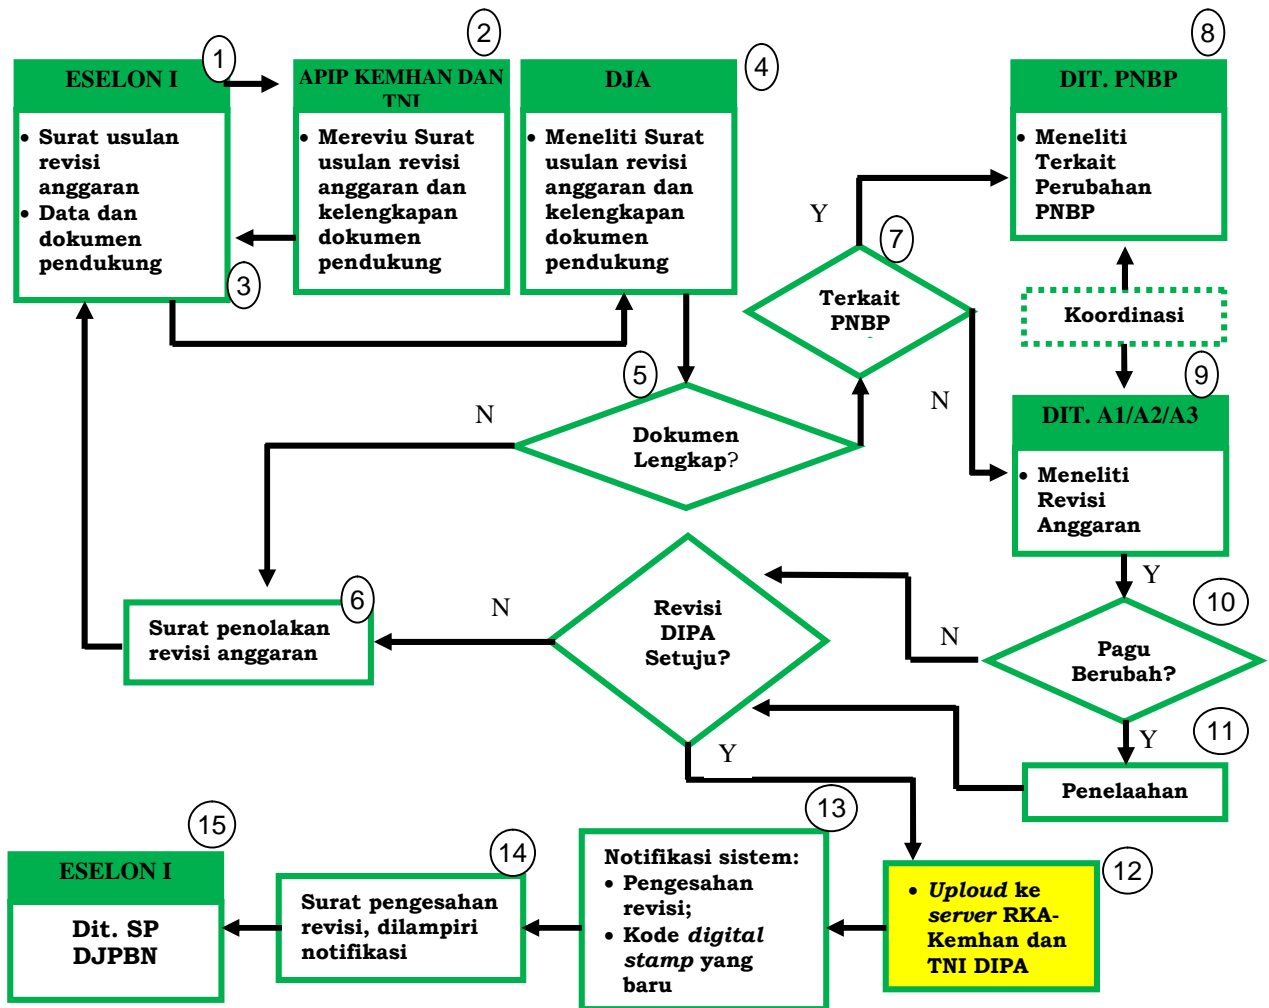 1
ESELON I
• Surat usulan
revisi
anggaran
• Data dan
dokumen
pendukung
3
2
APIP KEMHAN DAN
TNI
• Mereviu Surat
usulan revisi
anggaran dan
kelengkapan
dokumen
pendukung
4
DJA
• Meneliti Surat
usulan revisi
anggaran dan
kelengkapan
dokumen
pendukung
5
Dokumen
Lengkap?
N
6
Surat penolakan
revisi anggaran
7
Terkait
PNBP
Y
N
8
DIT. PNBP
• Meneliti
Terkait
Perubahan
PNBP
Koordinasi
9
DIT. A1/A2/A3
• Meneliti
Revisi
Anggaran
Y
10
Pagu
Berubah?
N
Y
11
Penelaahan
Revisi
DIPA
Setuju?
N
Y
12
• Uploud ke
server RKA-
Kemhan dan
TNI DIPA
13
Notifikasi sistem:
• Pengesahan
revisi;
• Kode digital
stamp yang
baru
14
Surat pengesahan
revisi, dilampiri
notifikasi
15
ESELON I
Dit. SP
DJPBN